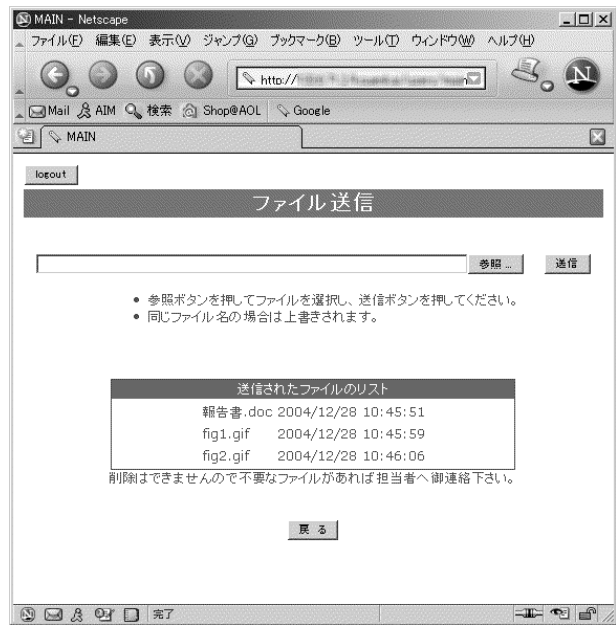 MAIN - Netscape
ファイル(F) 編集(E) 表示(V) ジャンプ(G) ブックマーク(B) ツール(T) ウィンドウ(W) ヘルプ(H)
http://
Mail AIM 検索 Shop@AOL Google
MAIN
logout
ファイル送信
参照... 送信
• 参照ボタンを押してファイルを選択し、送信ボタンを押してください。
• 同じファイル名の場合は上書きされます。
送信されたファイルのリスト
報告書.doc 2004/12/28 10:45:51
fig1.gif 2004/12/28 10:45:59
fig2.gif 2004/12/28 10:46:06
削除はできませんので不要なファイルがあれば担当者へ御連絡下さい。
戻る
完了